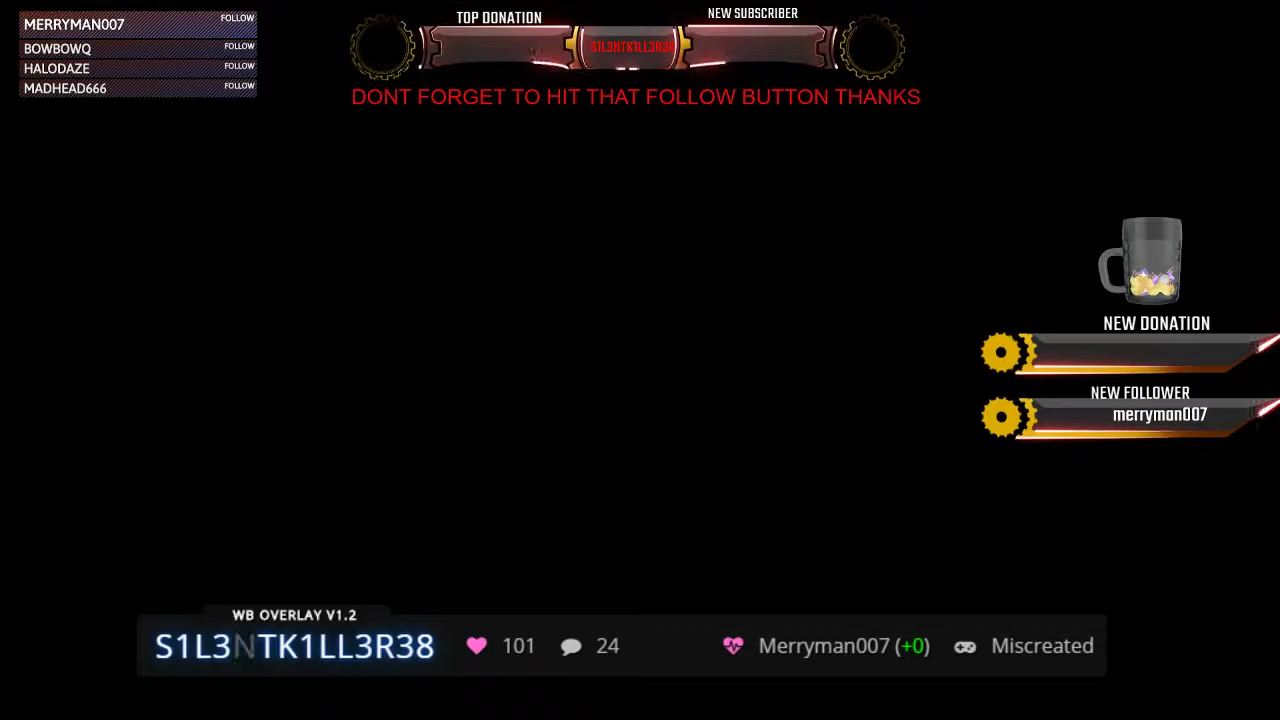 MERRYMAN007 FOLLOW
BOWBOWQ FOLLOW
HALODAZE FOLLOW
MADHEAD666 FOLLOW
TOP DONATION
NEW SUBSCRIBER
S1L3NTK1LL3R38
DONT FORGET TO HIT THAT FOLLOW BUTTON THANKS
NEW DONATION
NEW FOLLOWER
merryman007
WB OVERLAY V1.2
S1L3NTK1LL3R38 101 24 Merryman007 (+0) Miscreated